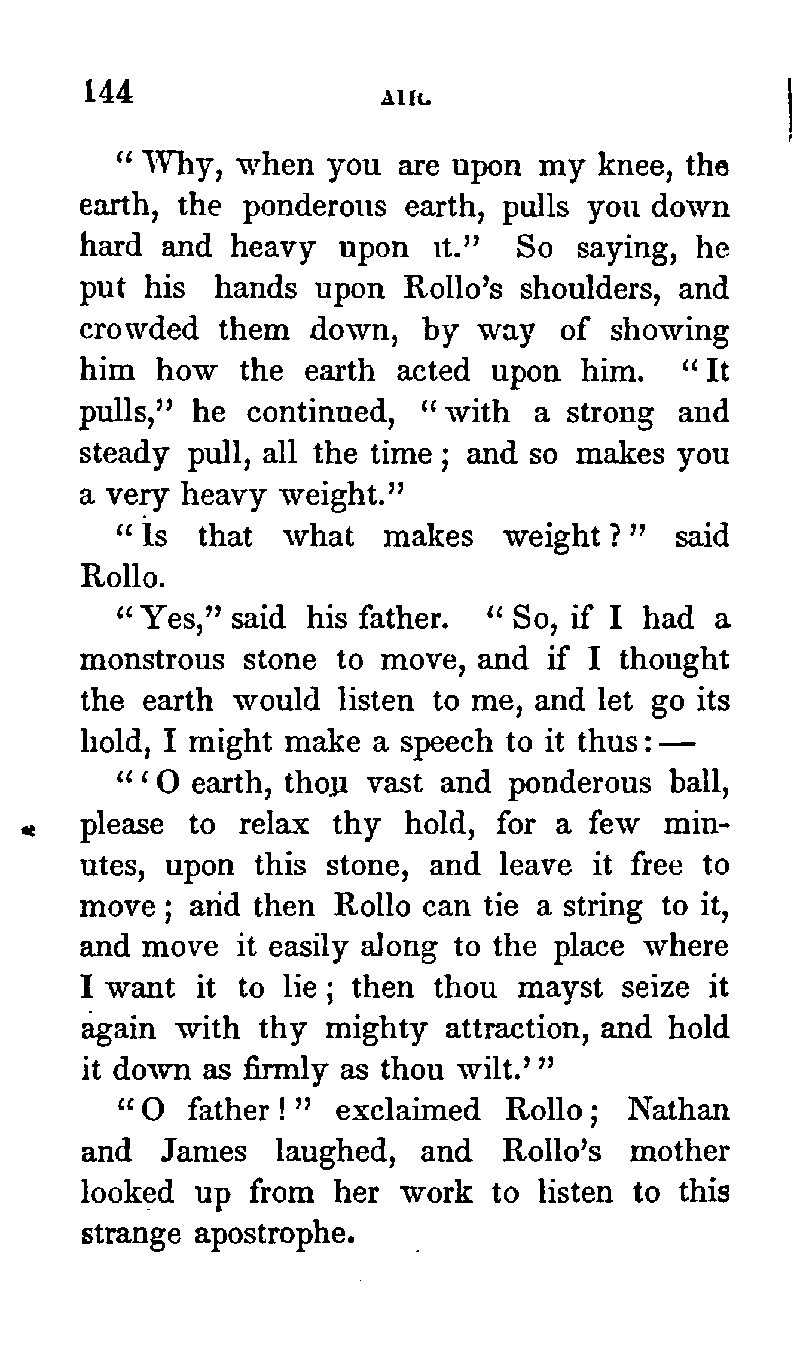 144
"Why, when you are upon my knee, the
earth, the ponderous earth, pulls you down
hard and heavy upon it." So saying, he
put his hands upon Rollo's shoulders, and
crowded them down, by way of showing
him how the earth acted upon him. "It
pulls," he continued, "with a strong and
steady pull, all the time; and so makes you
a very heavy weight."
"Is that what makes weight?" said
Rollo.
"Yes," said his father. "So, if I had a
monstrous stone to move, and if I thought
the earth would listen to me, and let go its
hold, I might make a speech to it thus:—
"'O earth, thou vast and ponderous ball,
please to relax thy hold, for a few min-
utes, upon this stone, and leave it free to
move; and then Rollo can tie a string to it,
and move it easily along to the place where
I want it to lie; then thou mayst seize it
again with thy mighty attraction, and hold
it down as firmly as thou wilt.'"
"O father!" exclaimed Rollo; Nathan
and James laughed, and Rollo's mother
looked up from her work to listen to this
strange apostrophe.